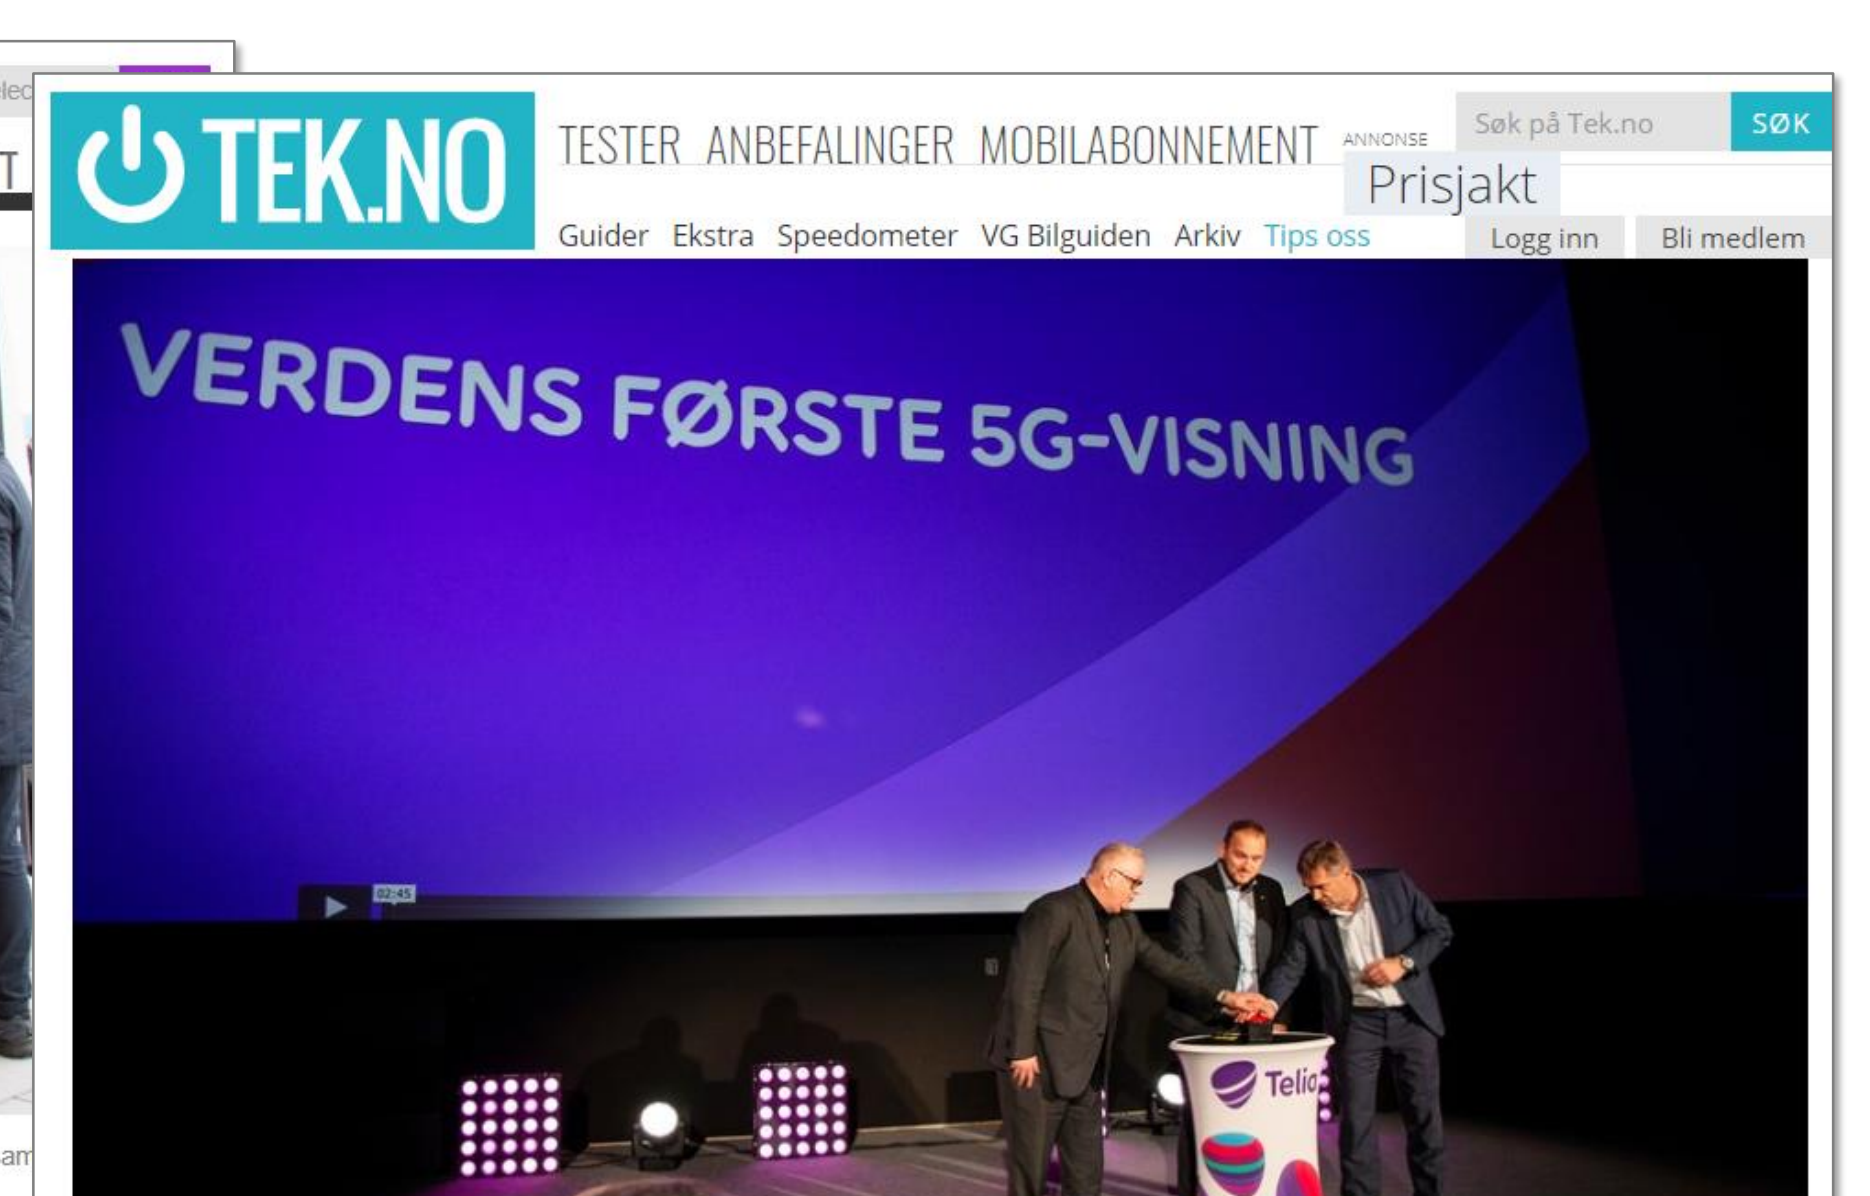 TEK.NO
TESTER ANBEFALINGER MOBILABONNEMENT
ANNONSE
Prisjakt
Søk på Tek.no
SØK
Guider Ekstra Speedometer VG Bilguiden Arkiv Tips oss
Logg inn
Bli medlem
VERDENS FØRSTE 5G-VISNING
02:45
Telia